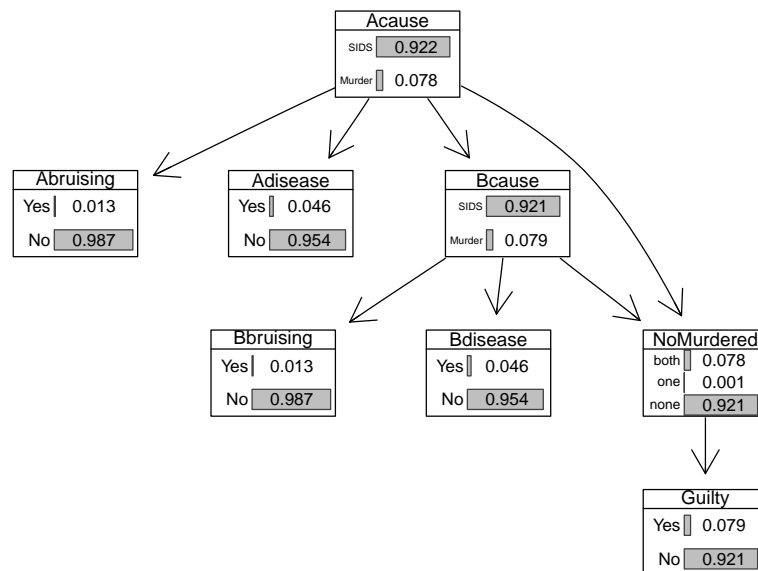 Acause
SIDS 0.922
Murder 0.078
Abruising
Yes 0.013
No 0.987
Adisease
Yes 0.046
No 0.954
Bcause
SIDS 0.921
Murder 0.079
Bbruising
Yes 0.013
No 0.987
Bdisease
Yes 0.046
No 0.954
NoMurdered
both 0.078
one 0.001
none 0.921
Guilty
Yes 0.079
No 0.921